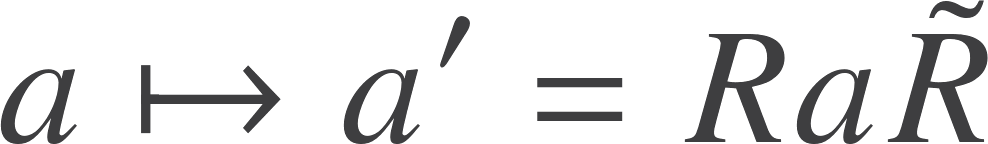 a ↦ a′ = RaR̃